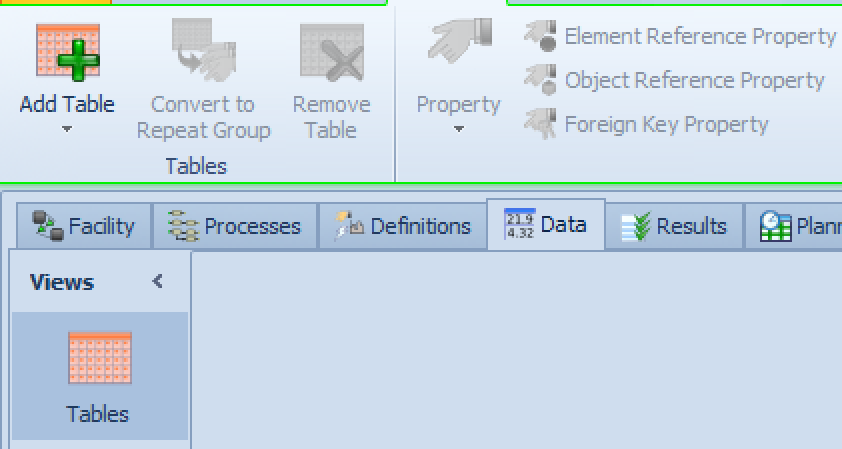 Add Table
Convert to
Repeat Group
Remove
Table
Tables
Property
Element Reference Property
Object Reference Property
Foreign Key Property
Facility
Processes
Definitions
21.9
4.32
Data
Results
Views
Tables